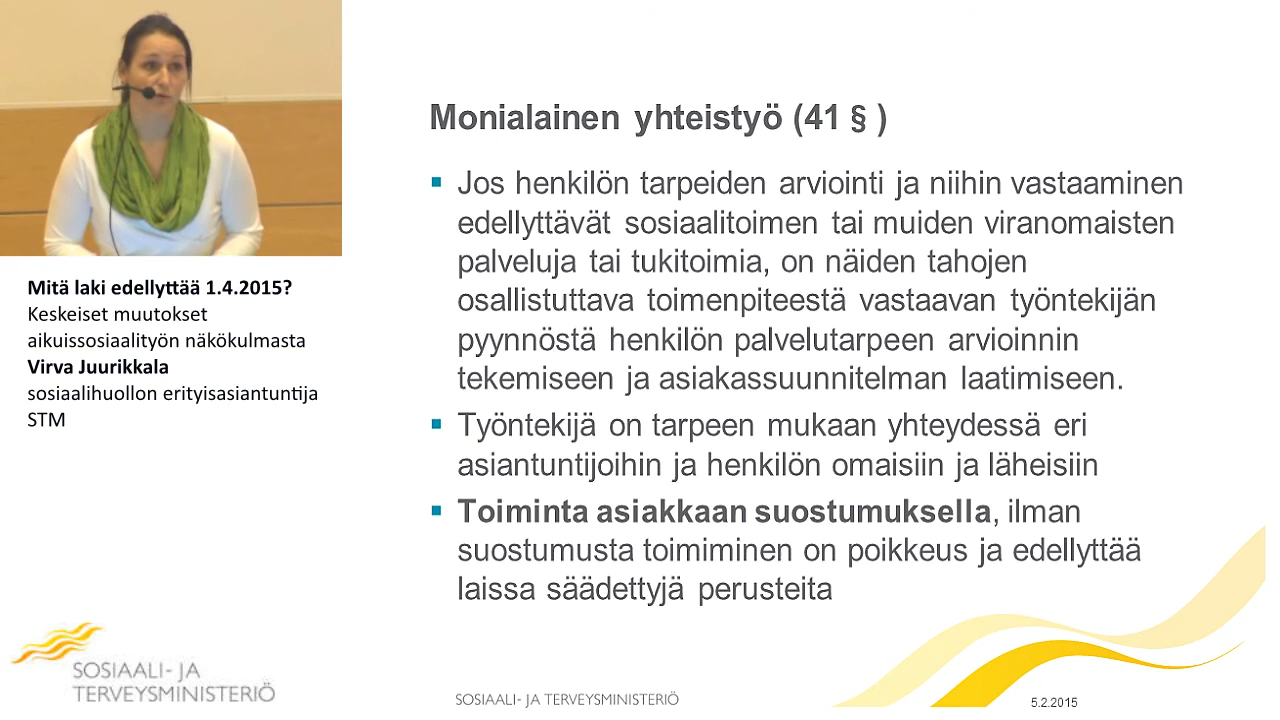 Mitä laki edellyttää 1.4.2015?
Keskeiset muutokset
aikuissosiaalityön näkökulmasta
Virva Juurikkala
sosiaalihuollon erityisasiantuntija
STM
SOSIAALI- JA
TERVEYSMINISTERIÖ
Monialainen yhteistyö (41 § )
Jos henkilön tarpeiden arviointi ja niihin vastaaminen
edellyttävät sosiaalitoimen tai muiden viranomaisten
palveluja tai tukitoimia, on näiden tahojen
osallistuttava toimenpiteestä vastaavan työntekijän
pyynnöstä henkilön palvelutarpeen arvioinnin
tekemiseen ja asiakassuunnitelman laatimiseen.
Työntekijä on tarpeen mukaan yhteydessä eri
asiantuntijoihin ja henkilön omaisiin ja läheisiin
Toiminta asiakkaan suostumuksella, ilman
suostumusta toimiminen on poikkeus ja edellyttää
laissa säädettyjä perusteita
SOSIAALI- JA TERVEYSMINISTERIÖ
5.2.2015